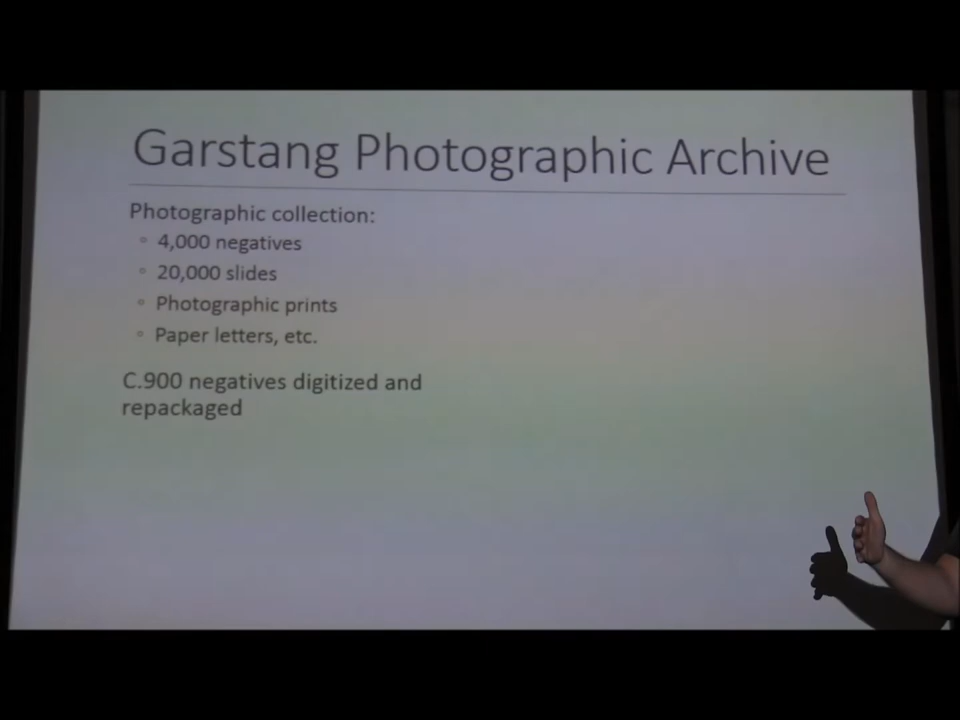 Garstang Photographic Archive
Photographic collection:
◦ 4,000 negatives
◦ 20,000 slides
◦ Photographic prints
◦ Paper letters, etc.
C.900 negatives digitized and
repackaged